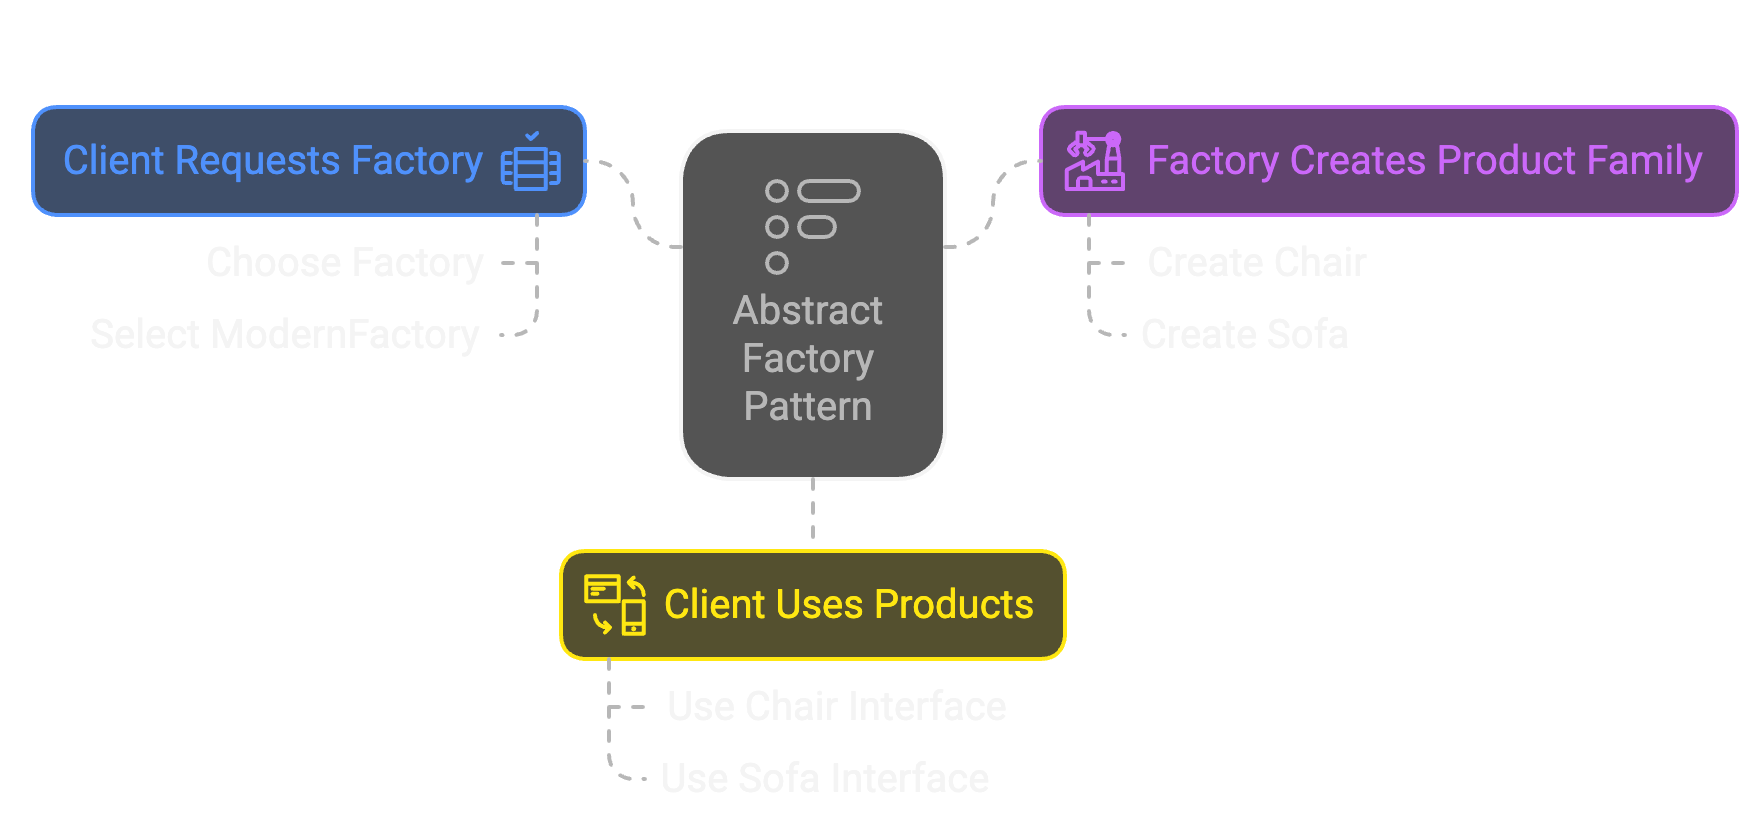 Client Requests Factory
Choose Factory
Select ModernFactory
Abstract
Factory
Pattern
Factory Creates Product Family
Create Chair
Create Sofa
Client Uses Products
Use Chair Interface
Use Sofa Interface